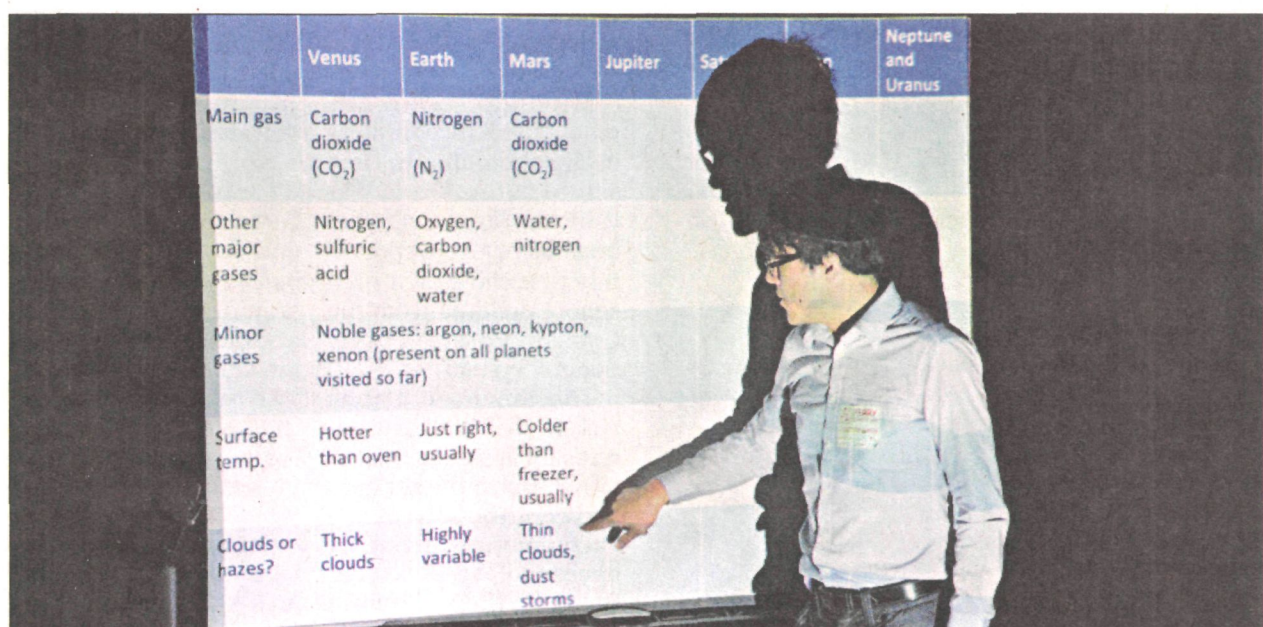 Venus Earth Mars Jupiter
Neptune
and
Uranus
Main gas
Carbon
dioxide
(CO₂)
Nitrogen
(N₂)
Carbon
dioxide
(CO₂)
Other
major
gases
Nitrogen,
sulfuric
acid
Oxygen,
carbon
dioxide,
water
Water,
nitrogen
Minor
gases
Noble gases: argon, neon, kypton,
xenon (present on all planets
visited so far)
Surface
temp.
Hotter
than oven
Just right,
usually
Colder
than
freezer,
usually
Clouds or
hazes?
Thick
clouds
Highly
variable
Thin
clouds,
dust
storms